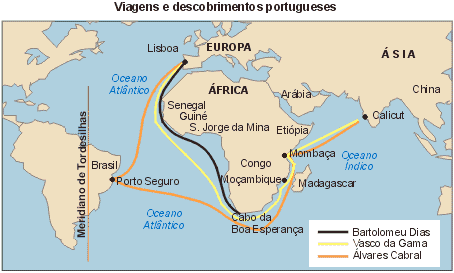 Viagens e descobrimentos portugueses
Lisboa
EUROPA
ÁSIA
Oceano
Atlântico
ÁFRICA
Arábia
China
Senegal
Guiné
S. Jorge da Mina
Etiópia
Calicut
Meridiano de Tordesilhas
Brasil
Porto Seguro
Congo
Mombaça
Oceano
Índico
Moçambique
Madagascar
Oceano
Atlântico
Cabo da
Boa Esperança
Bartolomeu Dias
Vasco da Gama
Álvares Cabral